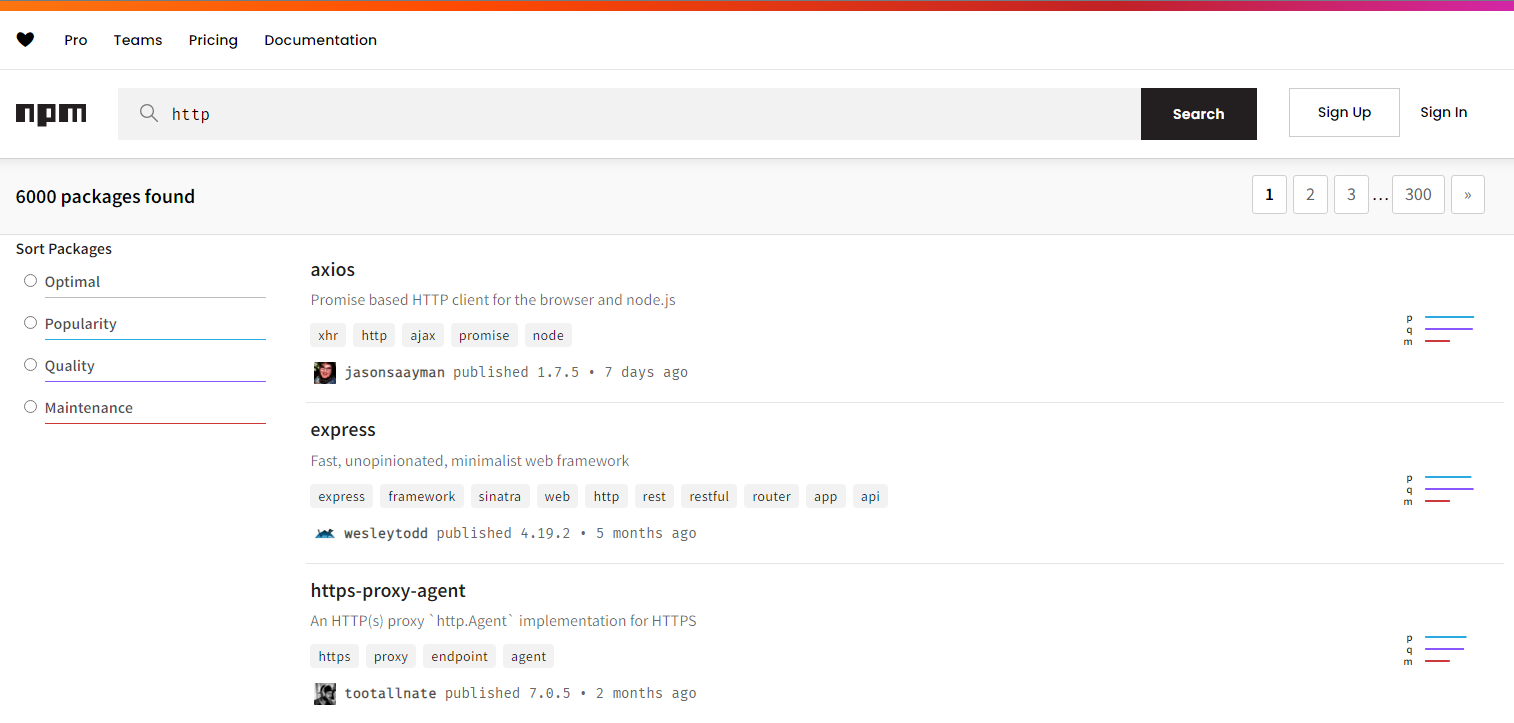 Pro Teams Pricing Documentation
npm http Search Sign Up Sign In
6000 packages found 1 2 3 ... 300 »
Sort Packages
Optimal
Popularity
Quality
Maintenance
axios
Promise based HTTP client for the browser and node.js
xhr http ajax promise node
jasonsaayman published 1.7.5 • 7 days ago
p
q
m
express
Fast, unopinionated, minimalist web framework
express framework sinatra web http rest restful router app api
wesleytodd published 4.19.2 • 5 months ago
p
q
m
https-proxy-agent
An HTTP(s) proxy `http.Agent` implementation for HTTPS
https proxy endpoint agent
tootallnate published 7.0.5 • 2 months ago
p
q
m